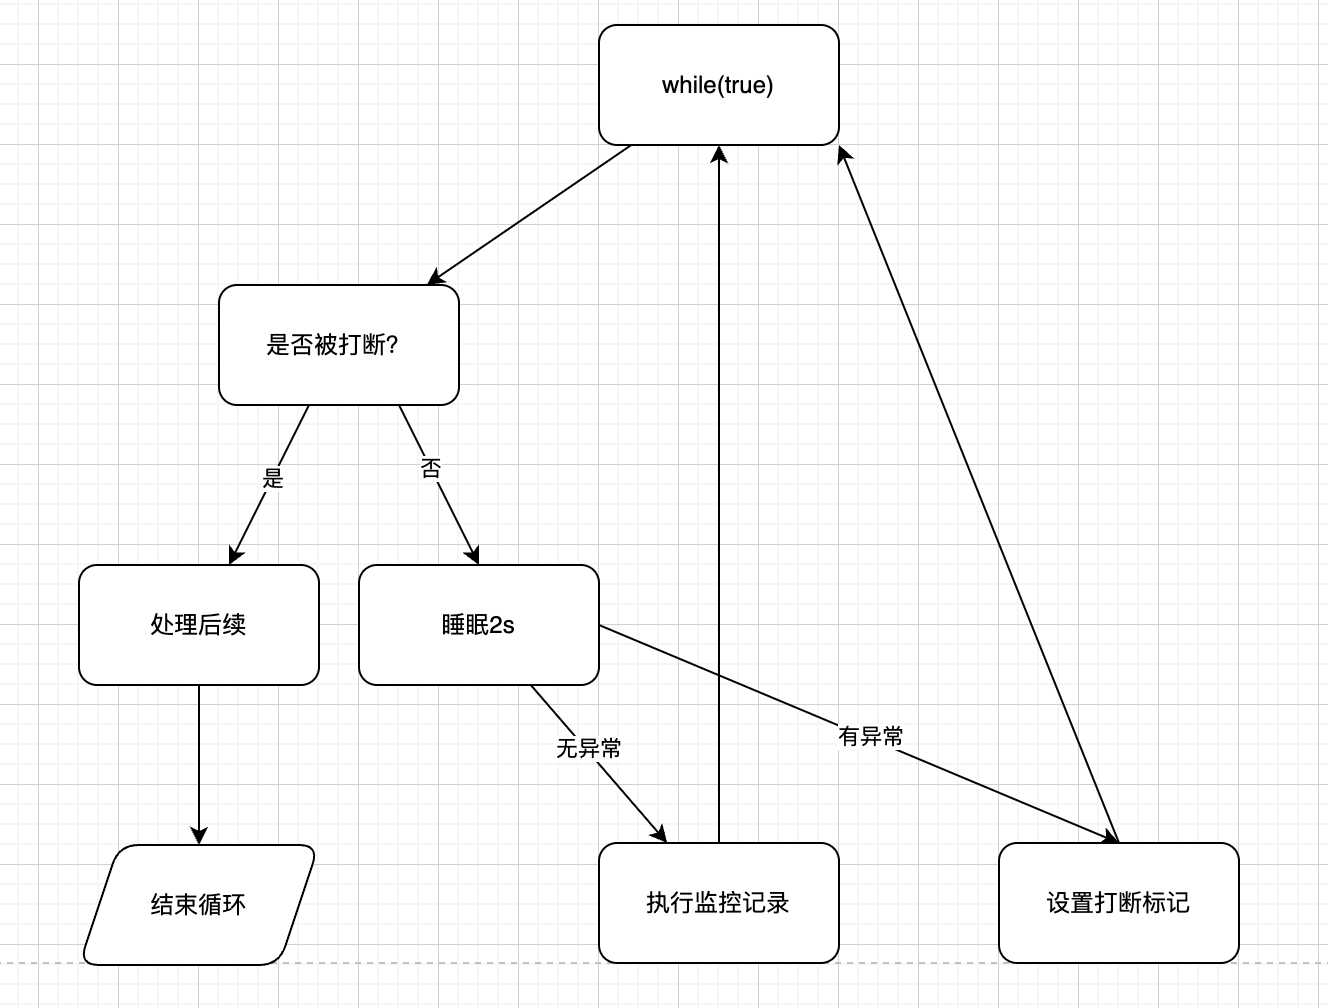 while(true)
是否被打断?
是
否
处理后续
睡眠2s
无异常
有异常
结束循环
执行监控记录
设置打断标记